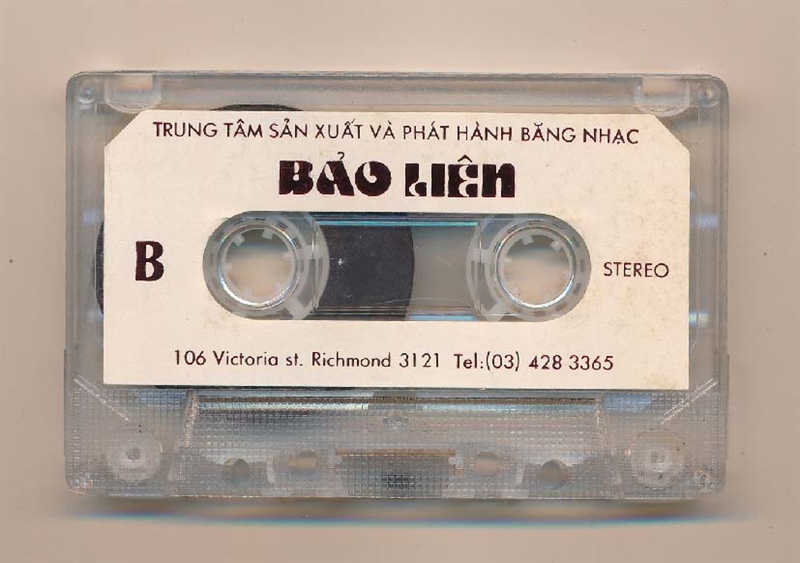 TRUNG TÂM SẢN XUẤT VÀ PHÁT HÀNH BĂNG NHẠC
BẢO LIÊN
B
STEREO
106 Victoria st. Richmond 3121 Tel:(03) 428 3365